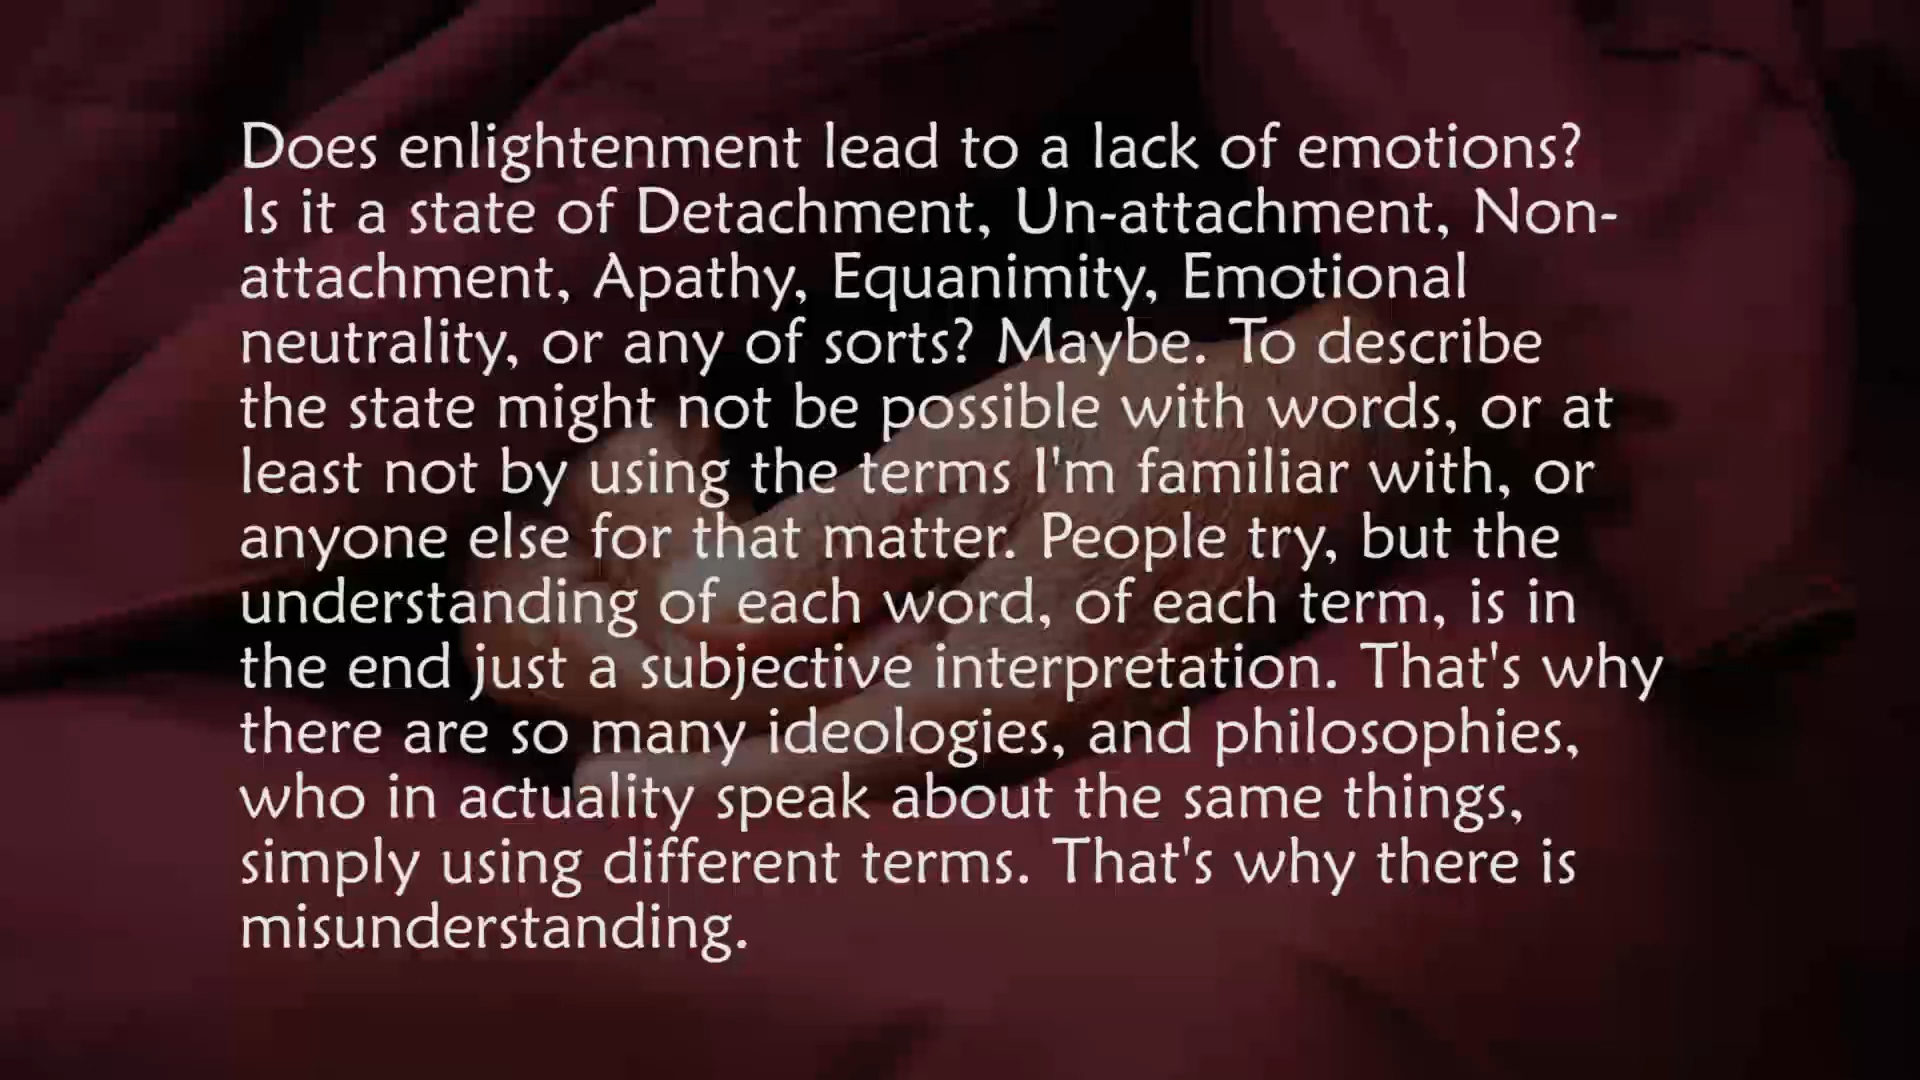 Does enlightenment lead to a lack of emotions?
Is it a state of Detachment, Un-attachment, Non-
attachment, Apathy, Equanimity, Emotional
neutrality, or any of sorts? Maybe. To describe
the state might not be possible with words, or at
least not by using the terms I'm familiar with, or
anyone else for that matter. People try, but the
understanding of each word, of each term, is in
the end just a subjective interpretation. That's why
there are so many ideologies, and philosophies,
who in actuality speak about the same things,
simply using different terms. That's why there is
misunderstanding.